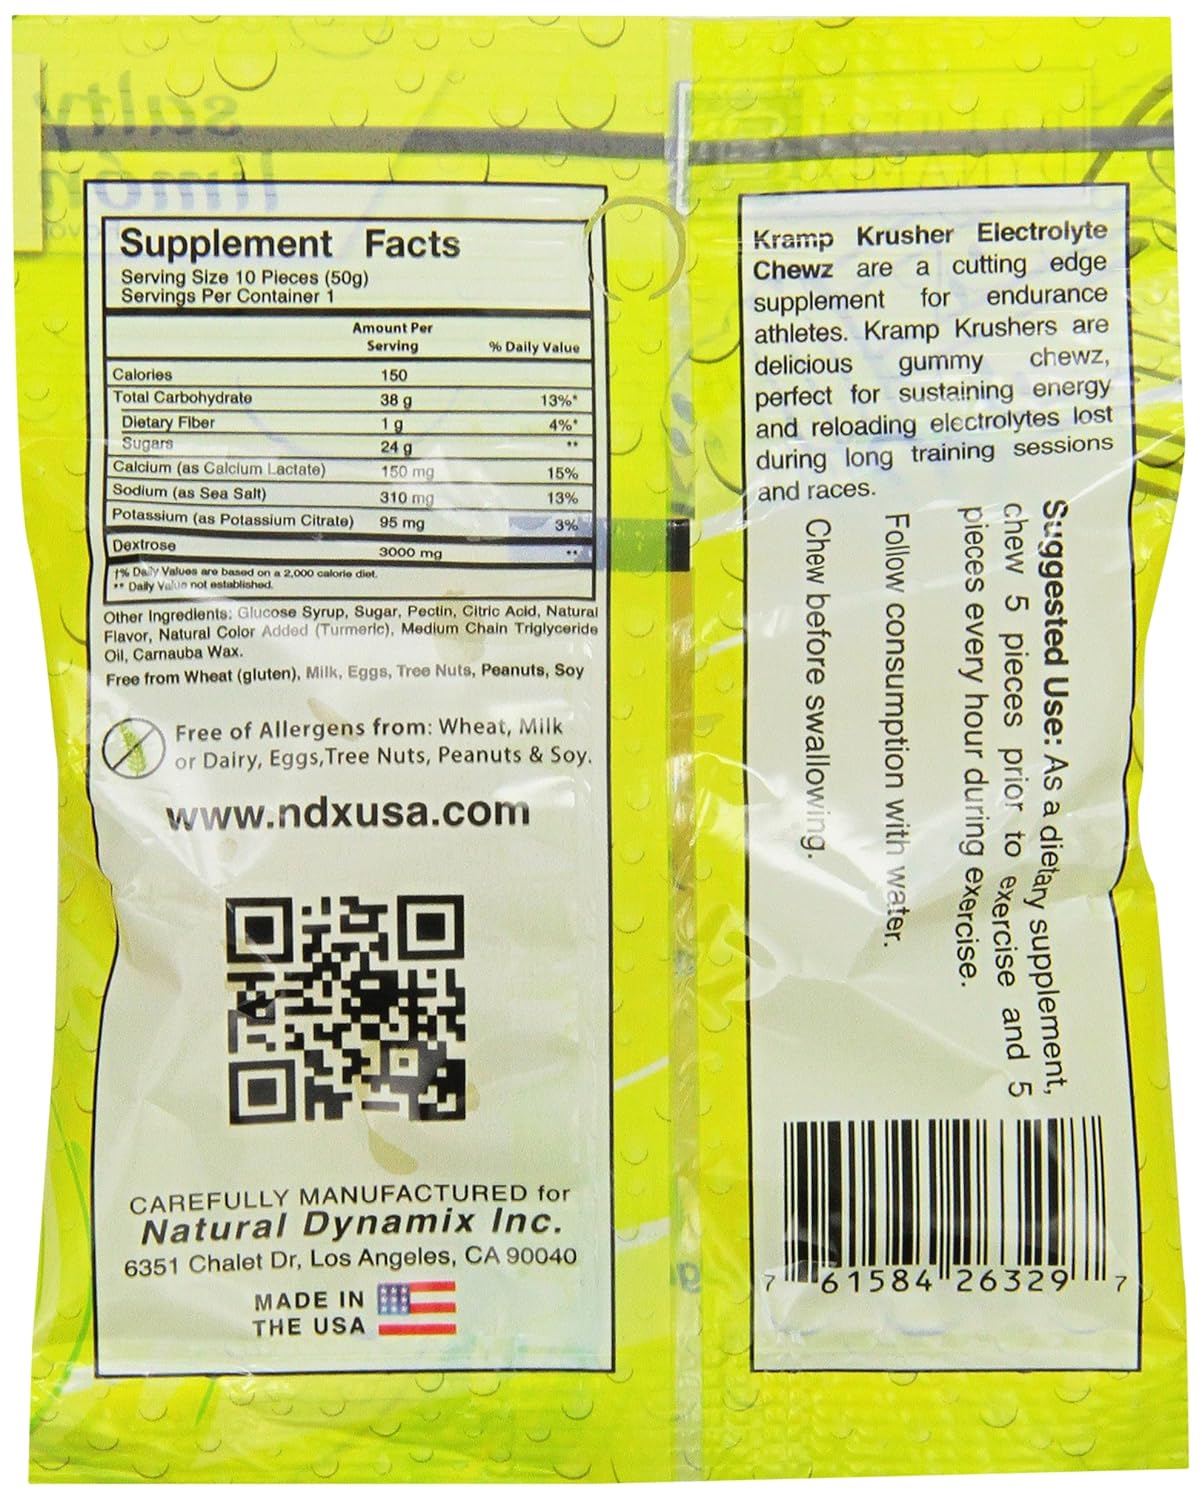 salty
limón
Supplement Facts
Serving Size 10 Pieces (50g)
Servings Per Container 1
Amount Per
Serving % Daily Value
Calories 150
Total Carbohydrate 38 g 13%*
Dietary Fiber 1 g 4%*
Sugars 24 g **
Calcium (as Calcium Lactate) 150 mg 15%
Sodium (as Sea Salt) 310 mg 13%
Potassium (as Potassium Citrate) 95 mg 3%
Dextrose 3000 mg **
†% Daily Values are based on a 2,000 calorie diet.
** Daily Value not established.
Other Ingredients: Glucose Syrup, Sugar, Pectin, Citric Acid, Natural
Flavor, Natural Color Added (Turmeric), Medium Chain Triglyceride
Oil, Carnauba Wax.
Free from Wheat (gluten), Milk, Eggs, Tree Nuts, Peanuts, Soy
Free of Allergens from: Wheat, Milk
or Dairy, Eggs,Tree Nuts, Peanuts & Soy.
www.ndxusa.com
CAREFULLY MANUFACTURED for
Natural Dynamix Inc.
6351 Chalet Dr, Los Angeles, CA 90040
MADE IN
THE USA
Kramp Krusher Electrolyte
Chewz are a cutting edge
supplement for endurance
athletes. Kramp Krushers are
delicious gummy chewz,
perfect for sustaining energy
and reloading electrolytes lost
during long training sessions
and races.
Suggested Use: As a dietary supplement,
chew 5 pieces prior to exercise and 5
pieces every hour during exercise.
Follow consumption with water.
Chew before swallowing.
7 61584 26329 7